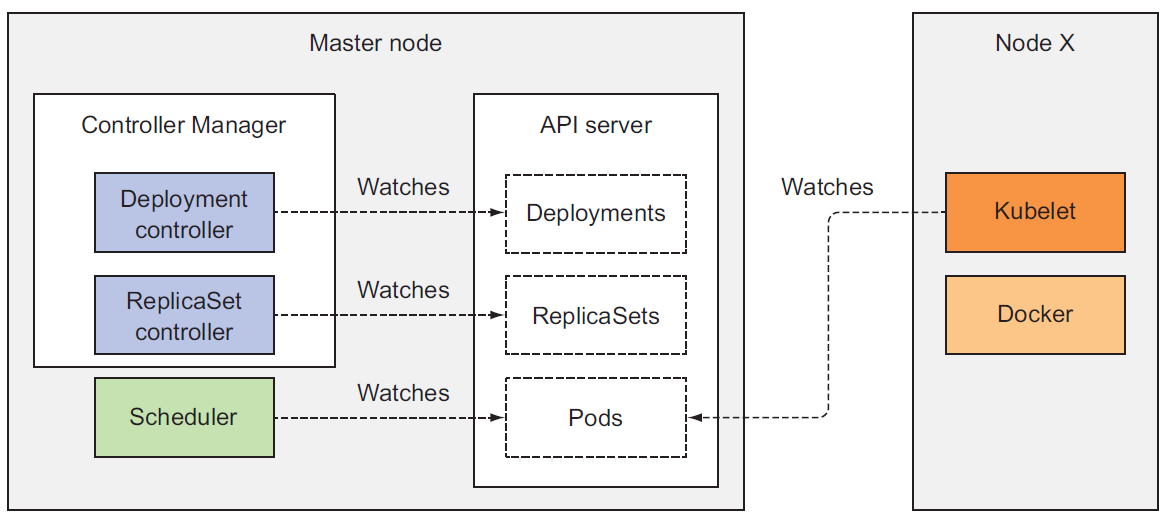 Master node
Node X
Controller Manager
API server
Deployment
controller
Watches
Deployments
Watches
Kubelet
ReplicaSet
controller
Watches
ReplicaSets
Docker
Scheduler
Watches
Pods